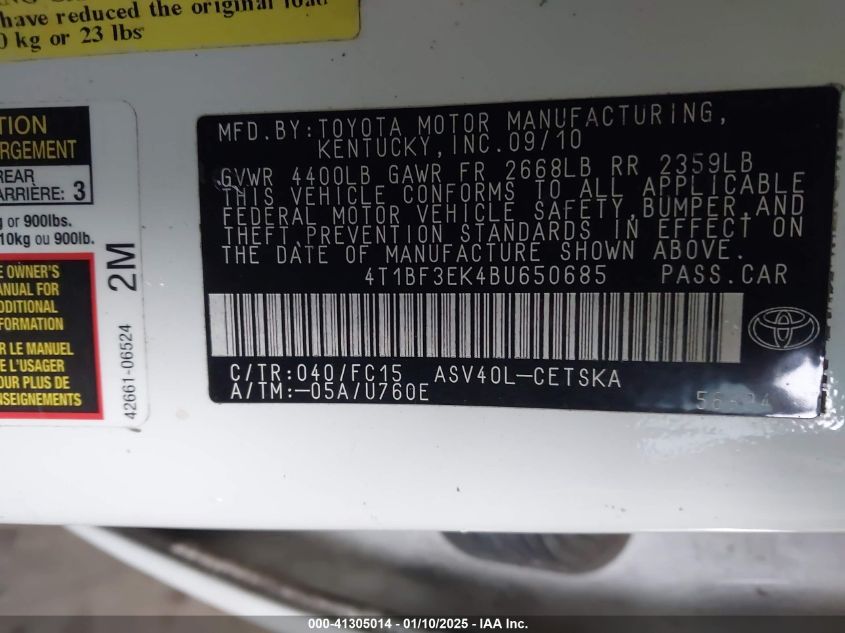 have reduced the original load
0 kg or 23 lbs
TION
RGEMENT
REAR
ARRIÈRE: 3
g or 900lbs.
10kg ou 900lb.
E OWNER'S
ANUAL FOR
DDITIONAL
NFORMATION
R LE MANUEL
E L'USAGER
POUR PLUS DE
ENSEIGNEMENTS
2M
42661-06524
MFD.BY:TOYOTA MOTOR MANUFACTURING,
KENTUCKY,INC.09/10
GVWR 4400LB GAWR FR 2668LB RR 2359LB
THIS VEHICLE CONFORMS TO ALL APPLICABLE
FEDERAL MOTOR VEHICLE SAFETY,BUMPER,AND
THEFT PREVENTION STANDARDS IN EFFECT ON
THE DATE OF MANUFACTURE SHOWN ABOVE.
4T1BF3EK4BU650685 PASS.CAR
C/TR:040/FC15 ASV40L-CETSKA
A/TM:-05A/U760E
000-41305014 - 01/10/2025 - IAA Inc.